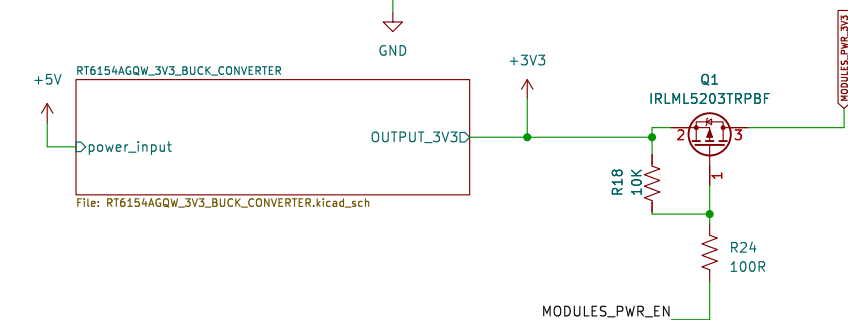 GND
RT6154AGQW_3V3_BUCK_CONVERTER
+5V
+3V3
Q1
IRLML5203TRPBF
MODULES_PWR_3V3
power_input
OUTPUT_3V3
2
3
1
R18
10K
File: RT6154AGQW_3V3_BUCK_CONVERTER.kicad_sch
R24
100R
MODULES_PWR_EN